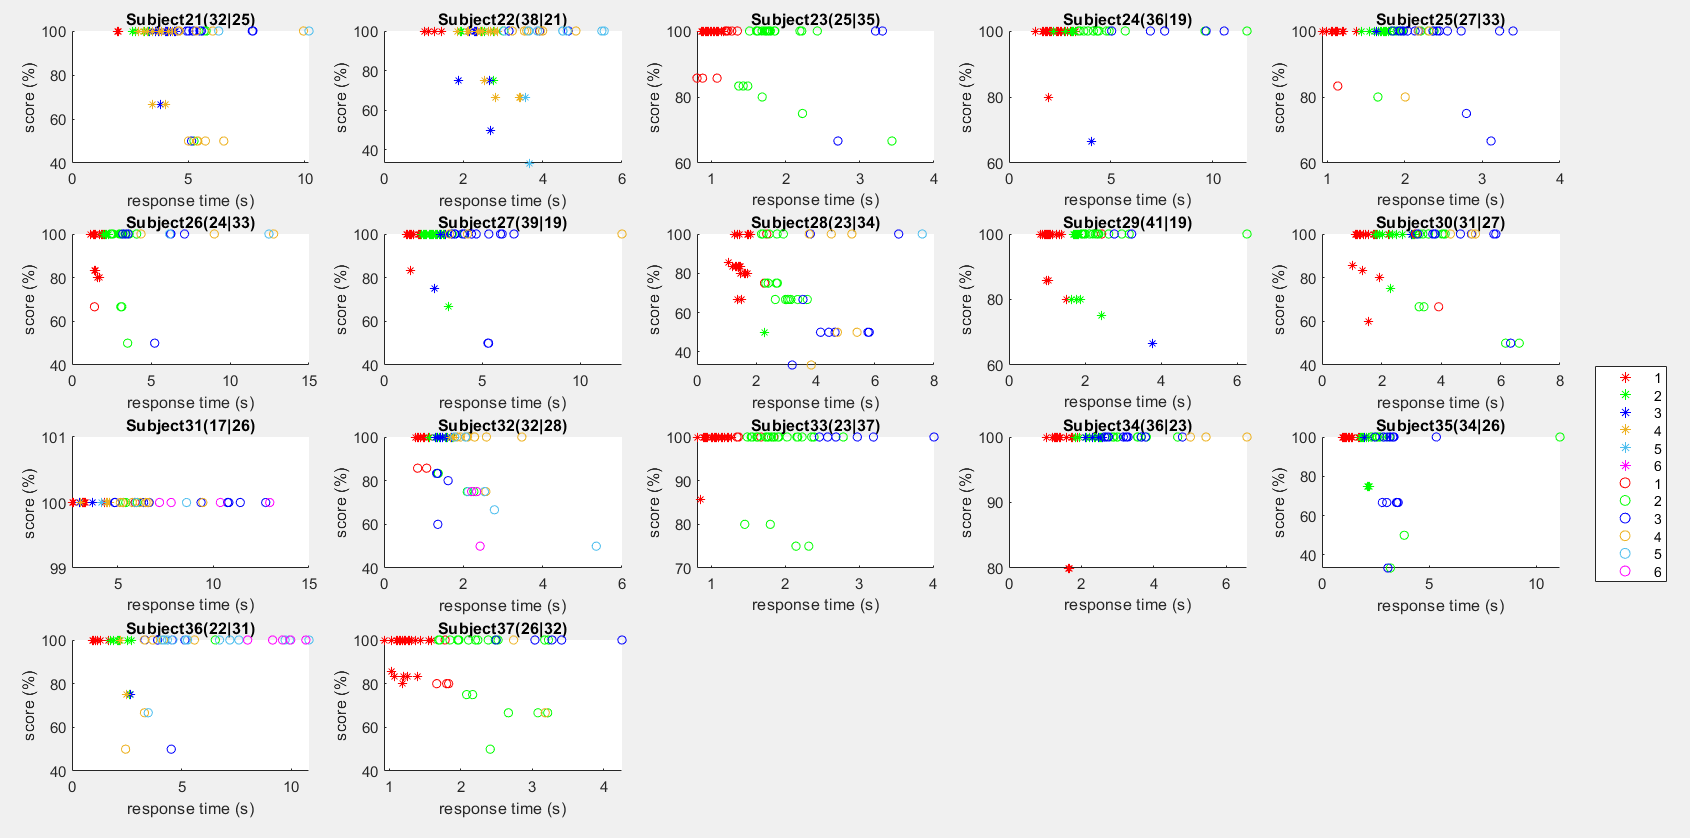 Subject21(32|25)
100
80
60
40
score (%)
0
5
10
response time (s)
Subject22(38|21)
100
80
60
40
score (%)
0
2
4
6
response time (s)
Subject23(25|35)
100
80
60
score (%)
1
2
3
4
response time (s)
Subject24(36|19)
100
80
60
score (%)
0
5
10
response time (s)
Subject25(27|33)
100
80
60
score (%)
1
2
3
4
response time (s)
Subject26(24|33)
100
80
60
40
score (%)
0
5
10
15
response time (s)
Subject27(39|19)
100
80
60
40
score (%)
0
5
10
response time (s)
Subject28(23|34)
100
80
60
40
score (%)
0
2
4
6
8
response time (s)
Subject29(41|19)
100
80
60
score (%)
0
2
4
6
response time (s)
Subject30(31|27)
100
80
60
40
score (%)
0
2
4
6
8
response time (s)
Subject31(17|26)
101
100
99
score (%)
5
10
15
response time (s)
Subject32(32|28)
100
80
60
40
score (%)
0
2
4
6
response time (s)
Subject33(23|37)
100
90
80
70
score (%)
1
2
3
4
response time (s)
Subject34(36|23)
100
90
80
score (%)
0
2
4
6
response time (s)
Subject35(34|26)
100
80
60
40
score (%)
0
5
10
response time (s)
Subject36(22|31)
100
80
60
40
score (%)
0
5
10
response time (s)
Subject37(26|32)
100
80
60
40
score (%)
1
2
3
4
response time (s)
1
2
3
4
5
6
1
2
3
4
5
6